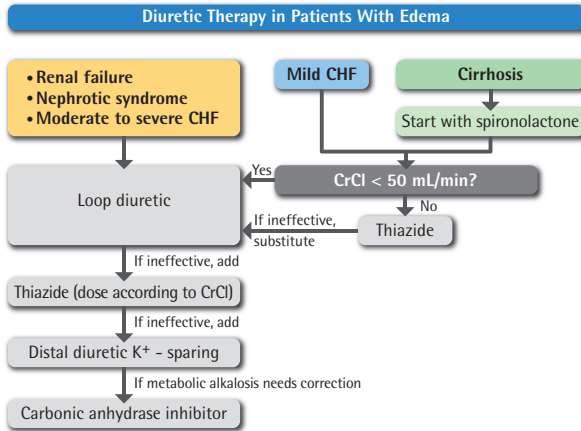 Diuretic Therapy in Patients With Edema
• Renal failure
• Nephrotic syndrome
• Moderate to severe CHF
Mild CHF
Cirrhosis
Start with spironolactone
Yes
CrCl < 50 mL/min?
No
Loop diuretic
If ineffective,
substitute
Thiazide
If ineffective, add
Thiazide (dose according to CrCl)
If ineffective, add
Distal diuretic K⁺ - sparing
If metabolic alkalosis needs correction
Carbonic anhydrase inhibitor